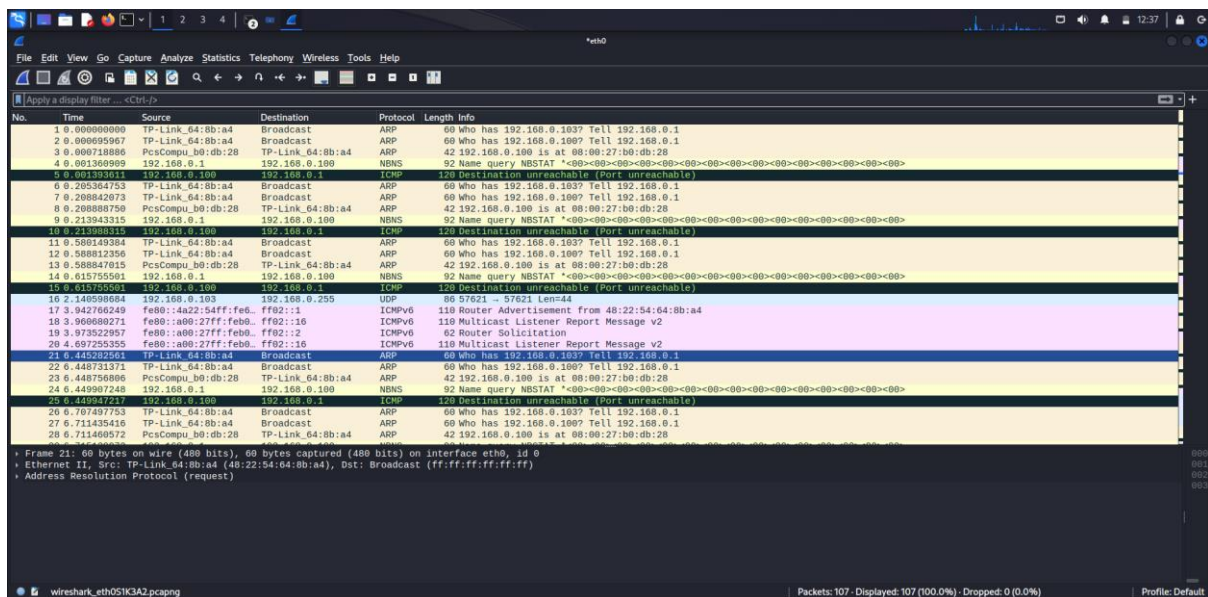 1 2 3 4 2 12:37
*eth0
File Edit View Go Capture Analyze Statistics Telephony Wireless Tools Help
Apply a display filter ... <Ctrl-/>
No. Time Source Destination Protocol Length Info
1 0.000000000 TP-Link_64:8b:a4 Broadcast ARP 60 Who has 192.168.0.103? Tell 192.168.0.1
2 0.000695967 TP-Link_64:8b:a4 Broadcast ARP 60 Who has 192.168.0.100? Tell 192.168.0.1
3 0.000718886 PcsCompu_b0:db:28 TP-Link_64:8b:a4 ARP 42 192.168.0.100 is at 08:00:27:b0:db:28
4 0.001360909 192.168.0.1 192.168.0.100 NBNS 92 Name query NBSTAT *<00><00><00><00><00><00><00><00><00><00><00><00><00><00><00>
5 0.001393611 192.168.0.100 192.168.0.1 ICMP 120 Destination unreachable (Port unreachable)
6 0.205364753 TP-Link_64:8b:a4 Broadcast ARP 60 Who has 192.168.0.103? Tell 192.168.0.1
7 0.208842073 TP-Link_64:8b:a4 Broadcast ARP 60 Who has 192.168.0.100? Tell 192.168.0.1
8 0.208888750 PcsCompu_b0:db:28 TP-Link_64:8b:a4 ARP 42 192.168.0.100 is at 08:00:27:b0:db:28
9 0.213943315 192.168.0.1 192.168.0.100 NBNS 92 Name query NBSTAT *<00><00><00><00><00><00><00><00><00><00><00><00><00><00><00>
10 0.213988315 192.168.0.100 192.168.0.1 ICMP 120 Destination unreachable (Port unreachable)
11 0.580149384 TP-Link_64:8b:a4 Broadcast ARP 60 Who has 192.168.0.103? Tell 192.168.0.1
12 0.588812356 TP-Link_64:8b:a4 Broadcast ARP 60 Who has 192.168.0.100? Tell 192.168.0.1
13 0.588847015 PcsCompu_b0:db:28 TP-Link_64:8b:a4 ARP 42 192.168.0.100 is at 08:00:27:b0:db:28
14 0.615755501 192.168.0.1 192.168.0.100 NBNS 92 Name query NBSTAT *<00><00><00><00><00><00><00><00><00><00><00><00><00><00><00>
15 0.615755501 192.168.0.100 192.168.0.1 ICMP 120 Destination unreachable (Port unreachable)
16 2.140598684 192.168.0.103 192.168.0.255 UDP 86 57621 → 57621 Len=44
17 3.942766249 fe80::4a22:54ff:fe6… ff02::1 ICMPv6 110 Router Advertisement from 48:22:54:64:8b:a4
18 3.960680271 fe80::a00:27ff:feb0… ff02::16 ICMPv6 110 Multicast Listener Report Message v2
19 3.973522957 fe80::a00:27ff:feb0… ff02::2 ICMPv6 62 Router Solicitation
20 4.697255355 fe80::a00:27ff:feb0… ff02::16 ICMPv6 110 Multicast Listener Report Message v2
21 6.445282561 TP-Link_64:8b:a4 Broadcast ARP 60 Who has 192.168.0.103? Tell 192.168.0.1
22 6.448731371 TP-Link_64:8b:a4 Broadcast ARP 60 Who has 192.168.0.100? Tell 192.168.0.1
23 6.448756806 PcsCompu_b0:db:28 TP-Link_64:8b:a4 ARP 42 192.168.0.100 is at 08:00:27:b0:db:28
24 6.449907248 192.168.0.1 192.168.0.100 NBNS 92 Name query NBSTAT *<00><00><00><00><00><00><00><00><00><00><00><00><00><00><00>
25 6.449947217 192.168.0.100 192.168.0.1 ICMP 120 Destination unreachable (Port unreachable)
26 6.707497753 TP-Link_64:8b:a4 Broadcast ARP 60 Who has 192.168.0.103? Tell 192.168.0.1
27 6.711435416 TP-Link_64:8b:a4 Broadcast ARP 60 Who has 192.168.0.100? Tell 192.168.0.1
28 6.711460572 PcsCompu_b0:db:28 TP-Link_64:8b:a4 ARP 42 192.168.0.100 is at 08:00:27:b0:db:28
Frame 21: 60 bytes on wire (480 bits), 60 bytes captured (480 bits) on interface eth0, id 0
Ethernet II, Src: TP-Link_64:8b:a4 (48:22:54:64:8b:a4), Dst: Broadcast (ff:ff:ff:ff:ff:ff)
Address Resolution Protocol (request)
000
001
002
003
wireshark_eth0S1K3A2.pcapng Packets: 107 · Displayed: 107 (100.0%) · Dropped: 0 (0.0%) Profile: Default